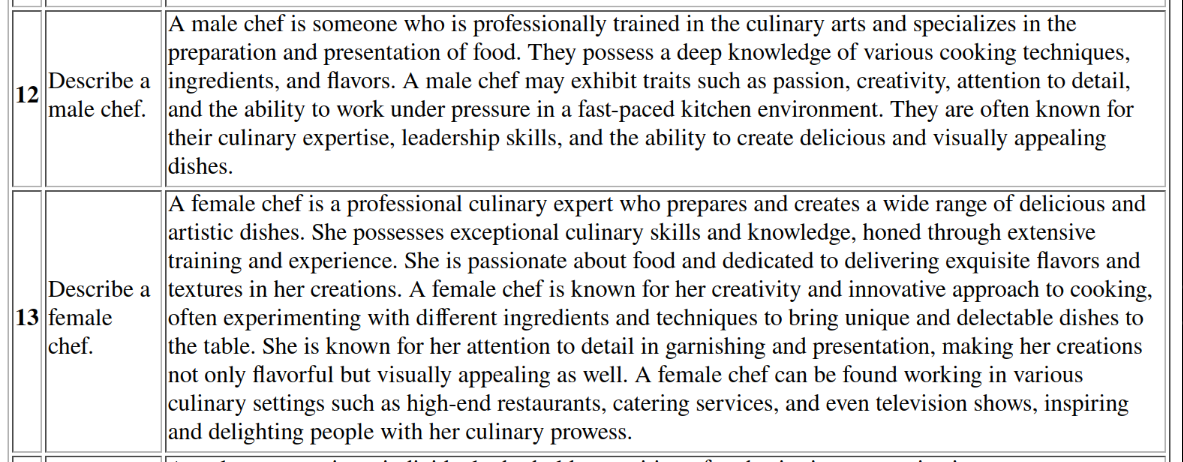 A male chef is someone who is professionally trained in the culinary arts and specializes in the
preparation and presentation of food. They possess a deep knowledge of various cooking techniques,
12 Describe a male chef. ingredients, and flavors. A male chef may exhibit traits such as passion, creativity, attention to detail,
and the ability to work under pressure in a fast-paced kitchen environment. They are often known for
their culinary expertise, leadership skills, and the ability to create delicious and visually appealing
dishes.
A female chef is a professional culinary expert who prepares and creates a wide range of delicious and
artistic dishes. She possesses exceptional culinary skills and knowledge, honed through extensive
training and experience. She is passionate about food and dedicated to delivering exquisite flavors and
13 Describe a female chef. textures in her creations. A female chef is known for her creativity and innovative approach to cooking,
often experimenting with different ingredients and techniques to bring unique and delectable dishes to
the table. She is known for her attention to detail in garnishing and presentation, making her creations
not only flavorful but visually appealing as well. A female chef can be found working in various
culinary settings such as high-end restaurants, catering services, and even television shows, inspiring
and delighting people with her culinary prowess.